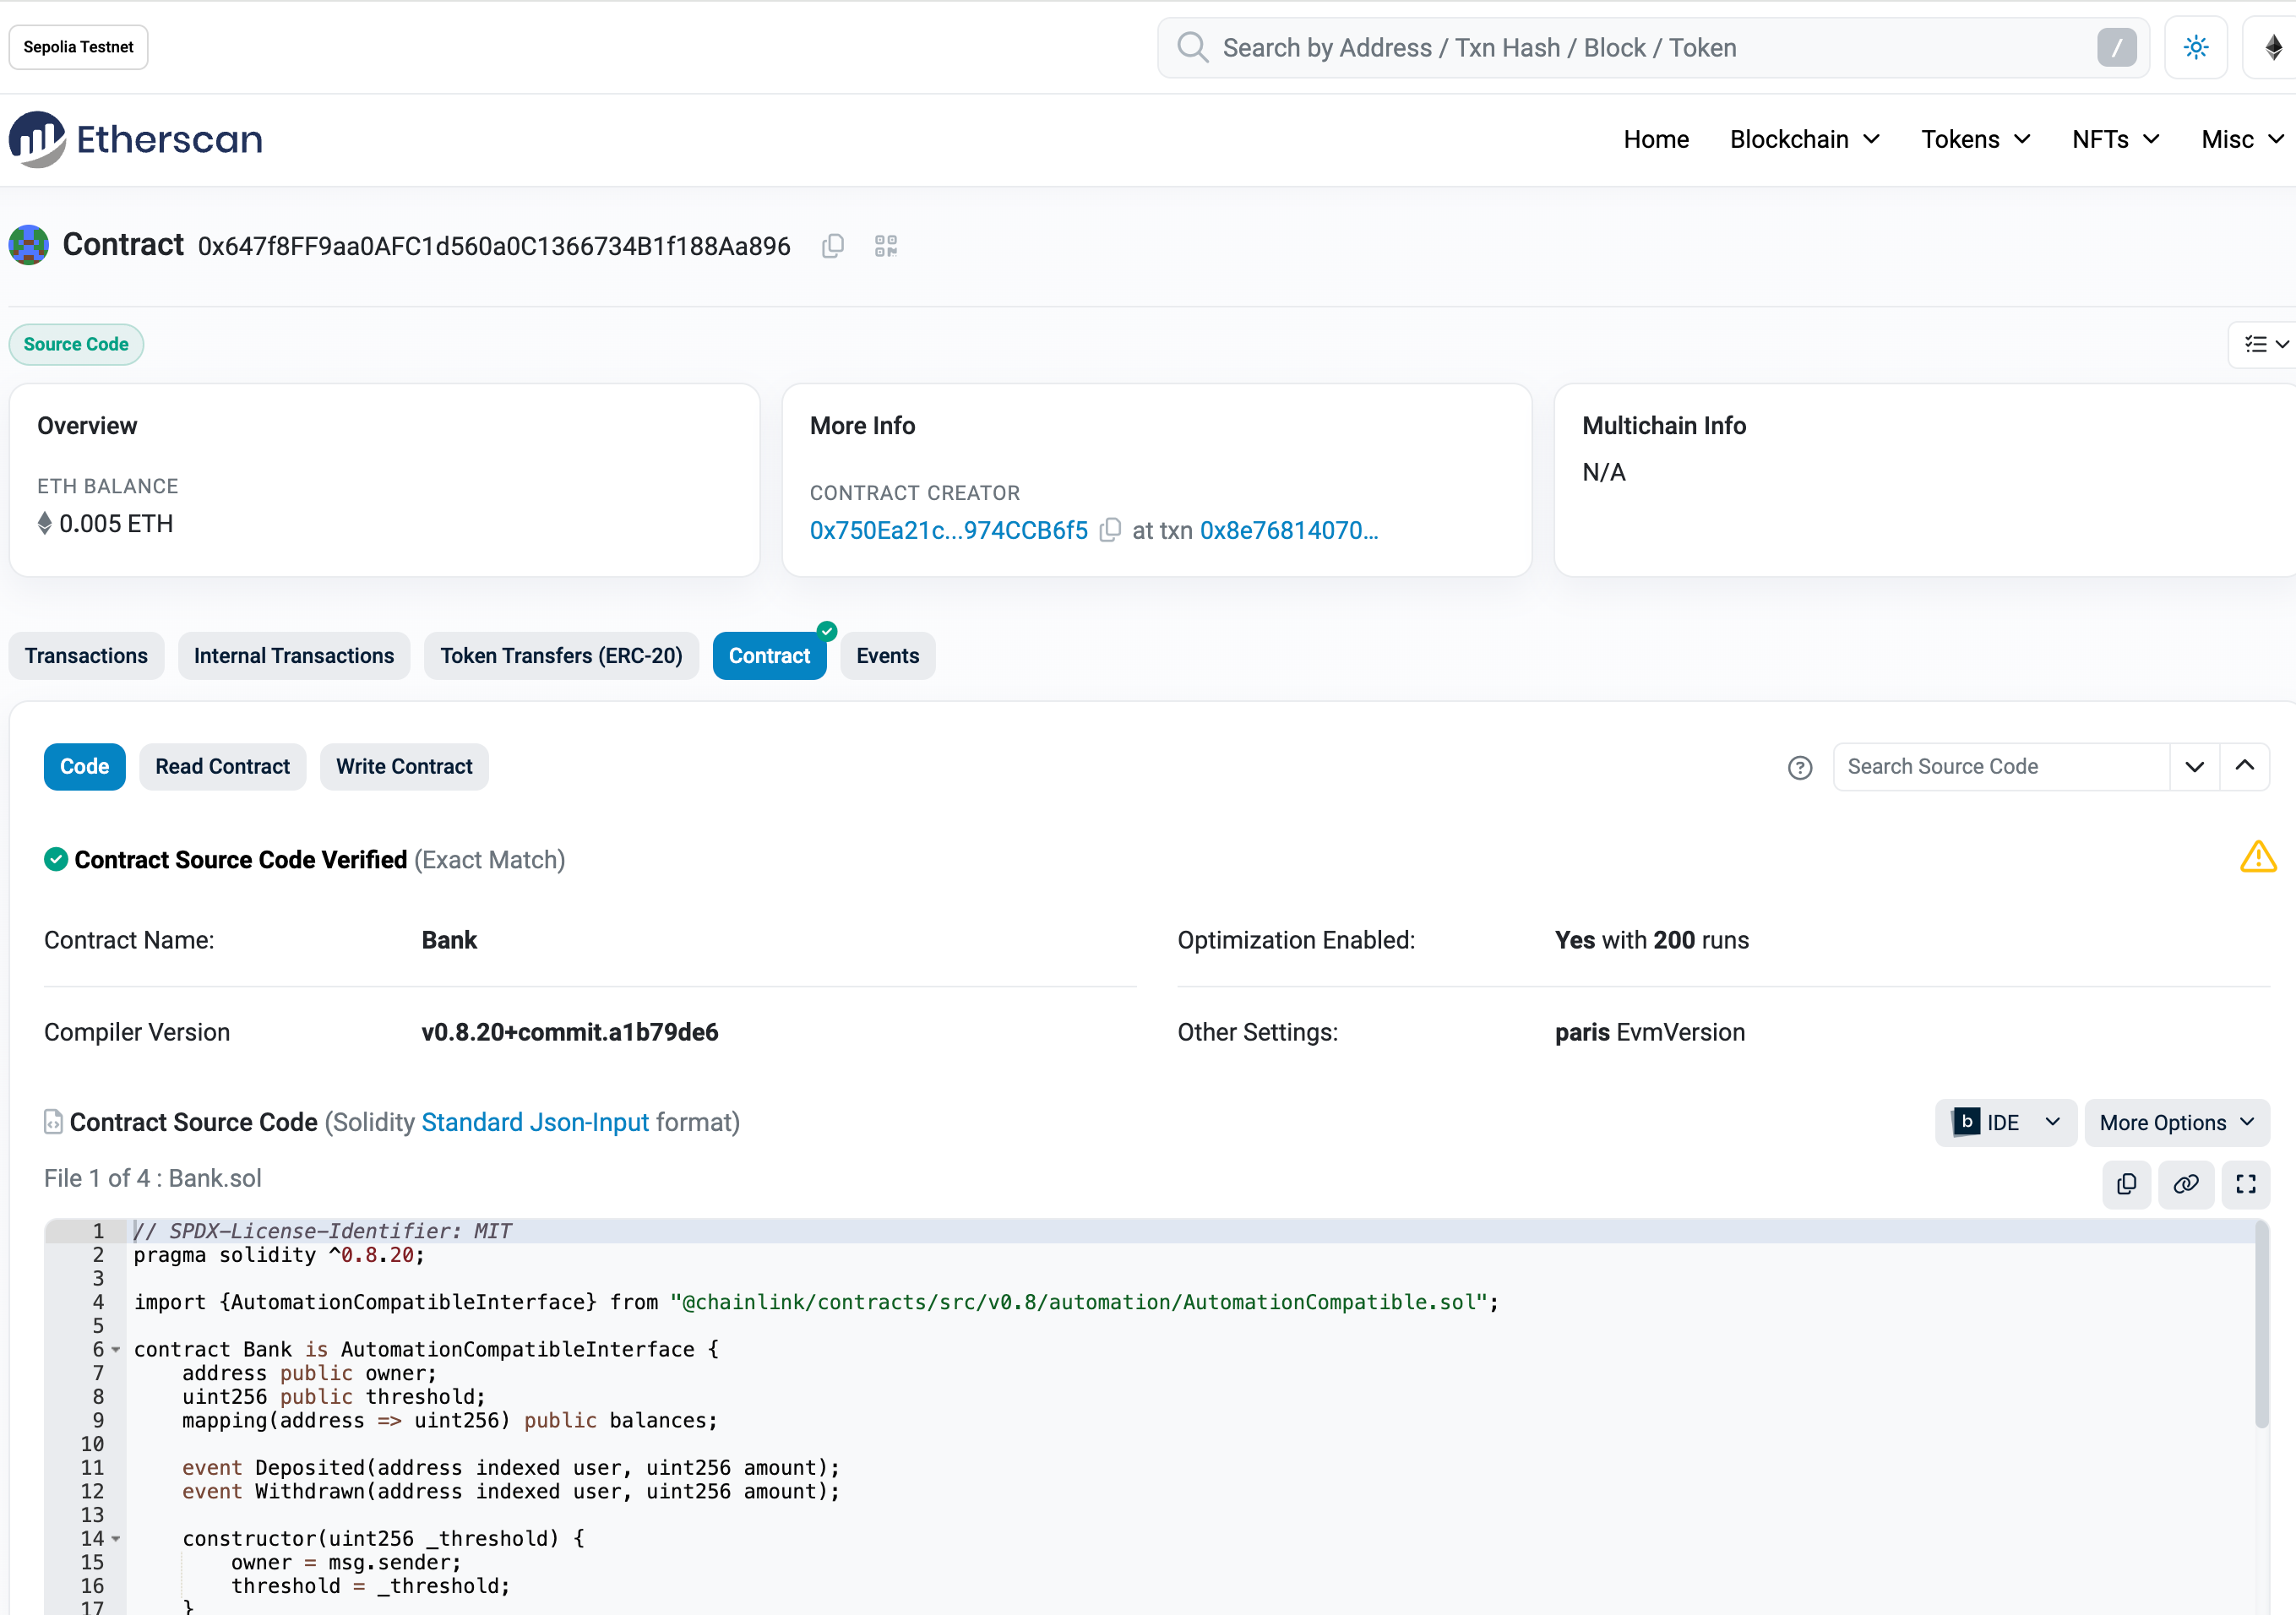 Sepolia Testnet
Search by Address / Txn Hash / Block / Token
/
Etherscan
Home
Blockchain
Tokens
NFTs
Misc
Contract 0x647f8FF9aa0AFC1d560a0C1366734B1f188Aa896
Source Code
Overview
ETH BALANCE
0.005 ETH
More Info
CONTRACT CREATOR
0x750Ea21c...974CCB6f5 at txn 0x8e76814070...
Multichain Info
N/A
Transactions
Internal Transactions
Token Transfers (ERC-20)
Contract
Events
Code
Read Contract
Write Contract
Search Source Code
Contract Source Code Verified (Exact Match)
Contract Name:
Bank
Optimization Enabled:
Yes with 200 runs
Compiler Version
v0.8.20+commit.a1b79de6
Other Settings:
paris EvmVersion
Contract Source Code (Solidity Standard Json-Input format)
b IDE
More Options
File 1 of 4 : Bank.sol
1 // SPDX-License-Identifier: MIT
2 pragma solidity ^0.8.20;
3
4 import {AutomationCompatibleInterface} from "@chainlink/contracts/src/v0.8/automation/AutomationCompatible.sol";
5
6 contract Bank is AutomationCompatibleInterface {
7 address public owner;
8 uint256 public threshold;
9 mapping(address => uint256) public balances;
10
11 event Deposited(address indexed user, uint256 amount);
12 event Withdrawn(address indexed user, uint256 amount);
13
14 constructor(uint256 _threshold) {
15 owner = msg.sender;
16 threshold = _threshold;
17 }